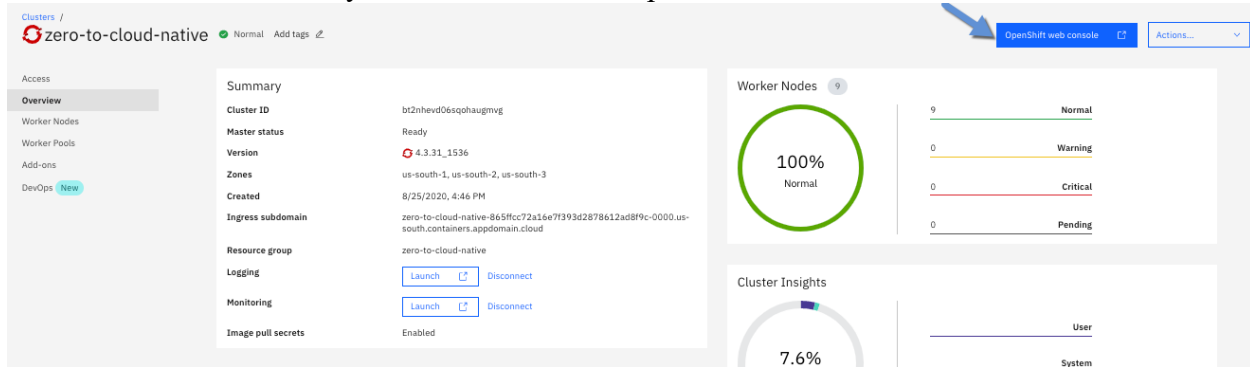 Clusters /
zero-to-cloud-native Normal Add tags
OpenShift web console
Actions...
Access
Overview
Worker Nodes
Worker Pools
Add-ons
DevOps New
Summary
Cluster ID bt2nhevd06sqohaugmvg
Master status Ready
Version 4.3.31_1536
Zones us-south-1, us-south-2, us-south-3
Created 8/25/2020, 4:46 PM
Ingress subdomain zero-to-cloud-native-865ffcc72a16e7f393d2878612ad8f9c-0000.us-
south.containers.appdomain.cloud
Resource group zero-to-cloud-native
Logging Launch Disconnect
Monitoring Launch Disconnect
Image pull secrets Enabled
Worker Nodes 9
100%
Normal
9 Normal
0 Warning
0 Critical
0 Pending
Cluster Insights
7.6%
User
System